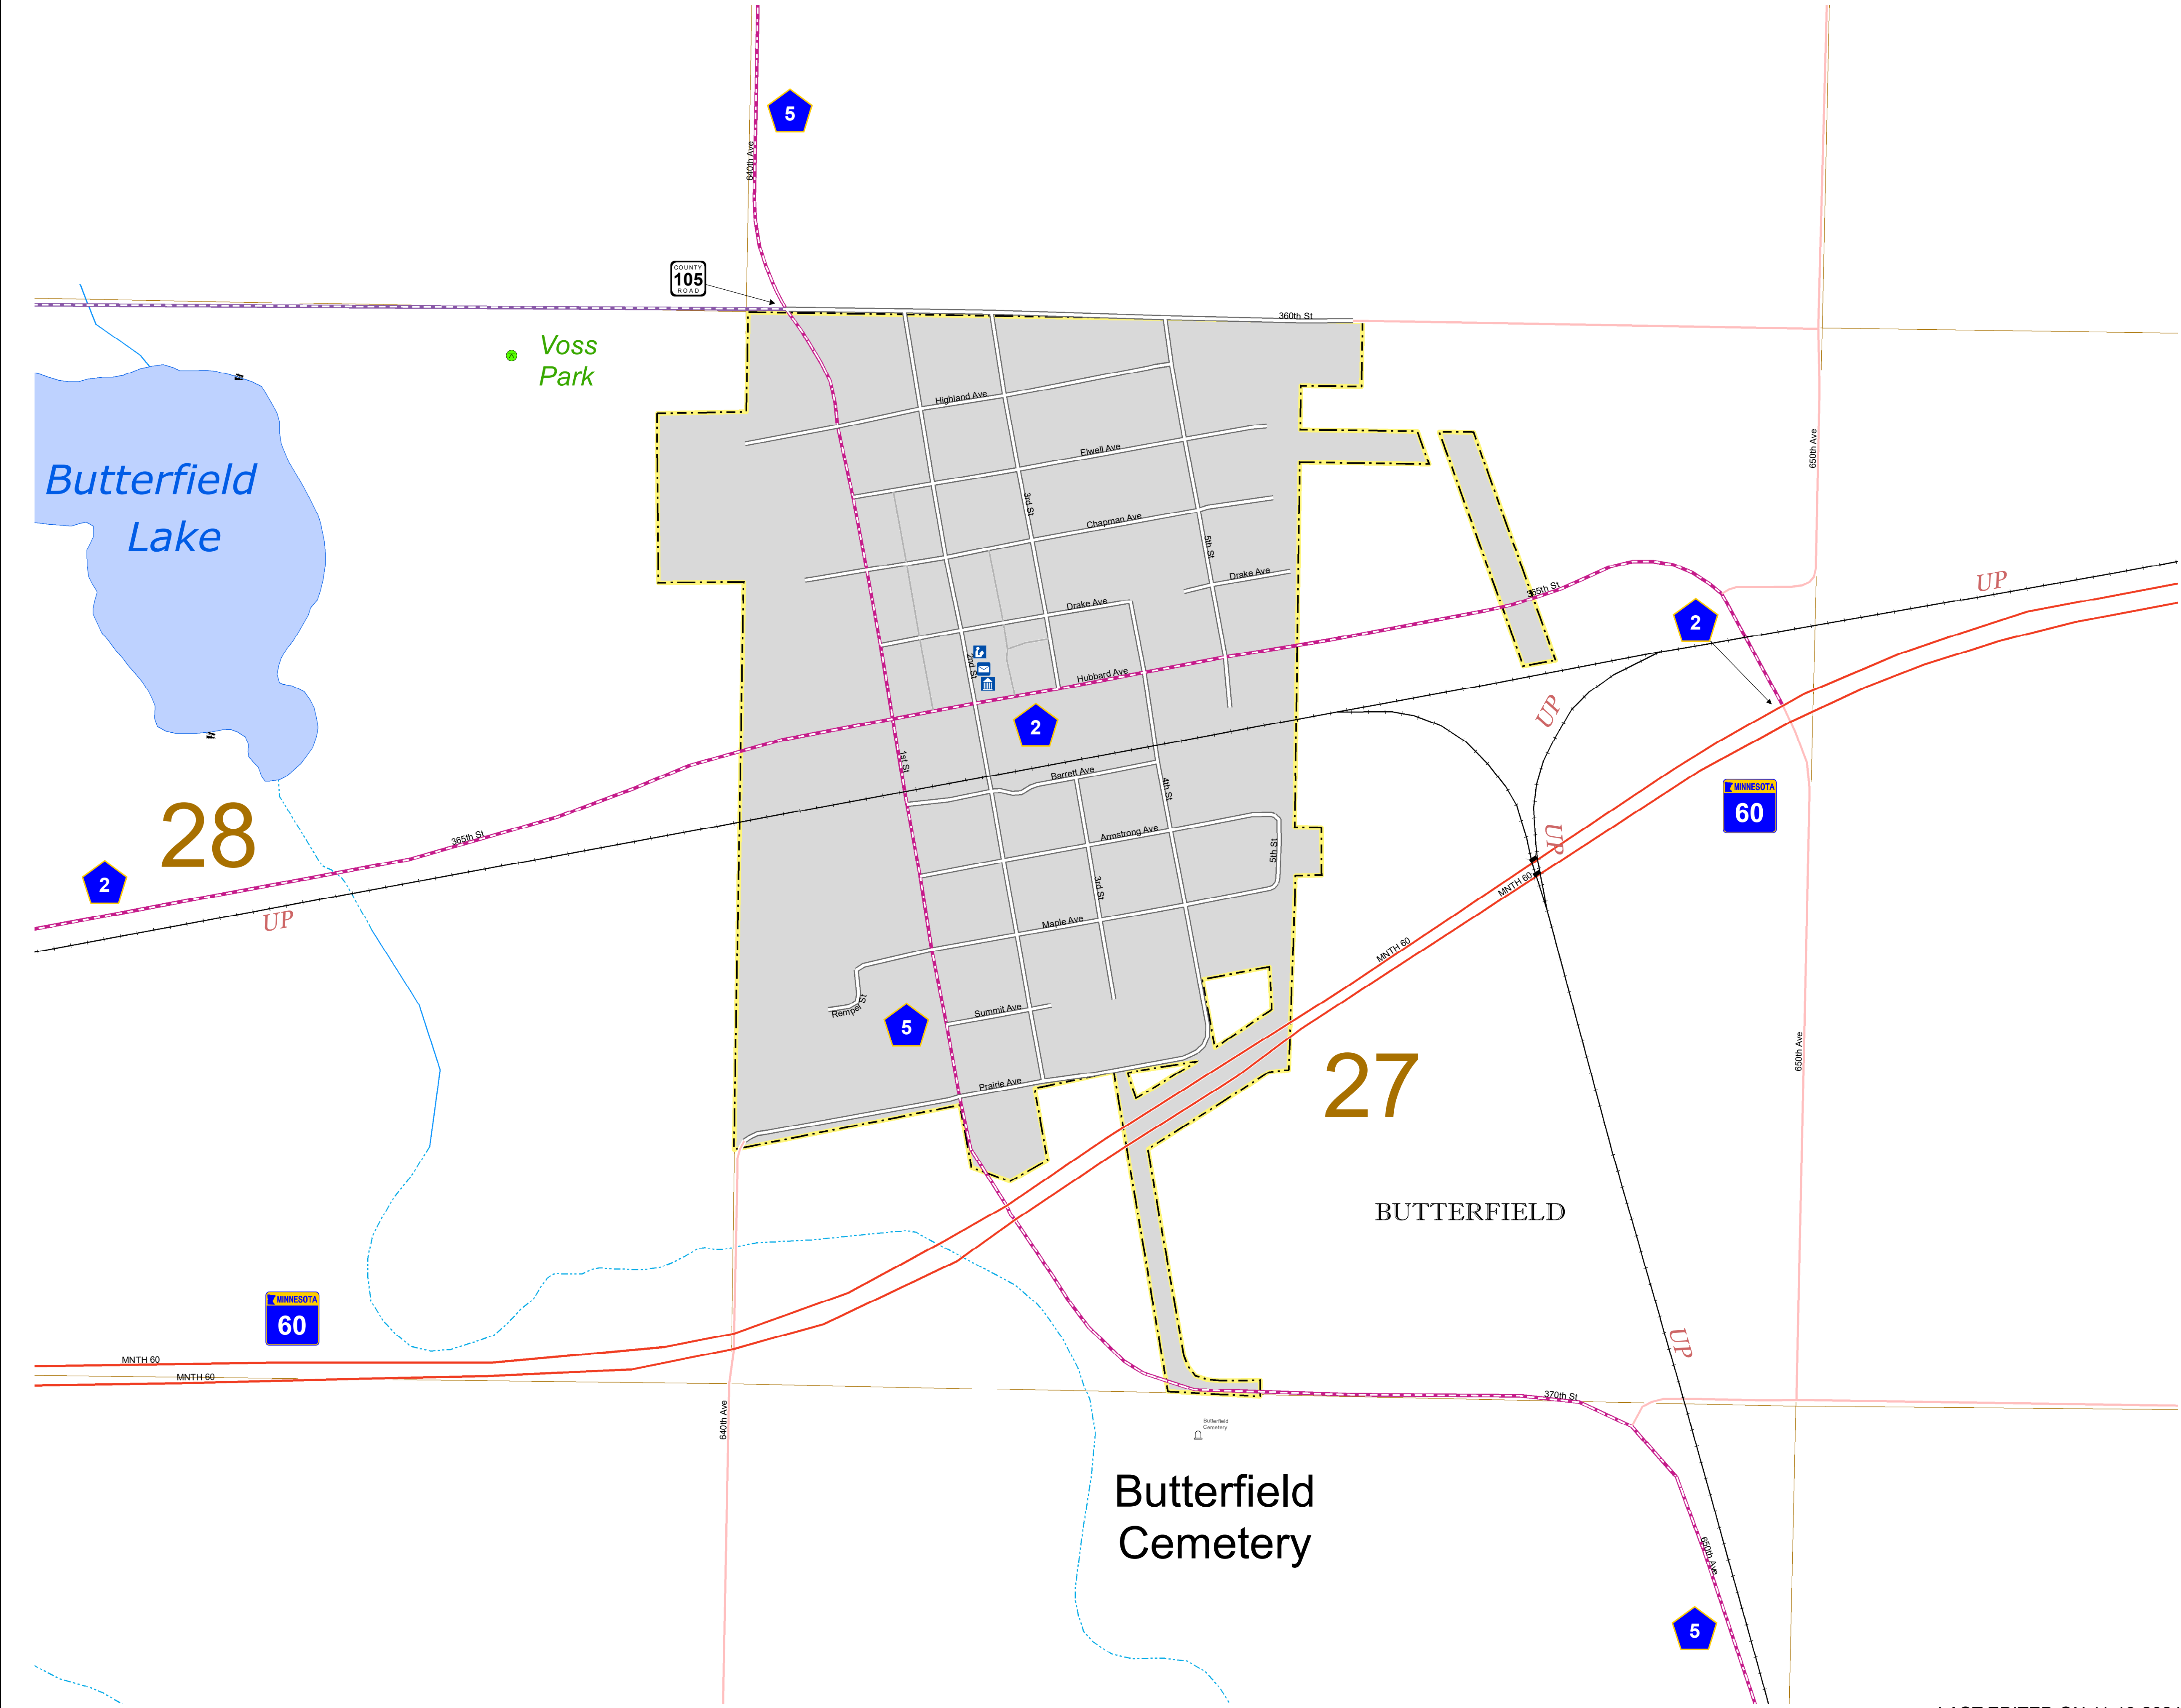 5
640th Ave
COUNTY
105
ROAD
360th St
Voss
Park
Highland Ave
650th Ave
Elwell Ave
Butterfield
Lake
3rd St
Chapman Ave
5th St
Drake Ave
Drake Ave
365th St
UP
2
2nd St
Hubbard Ave
UP
2
1st St
Barrett Ave
4th St
MINNESOTA
60
28
365th St
Armstrong Ave
5th St
UP
2
3rd St
MNTH 60
UP
Maple Ave
MNTH 60
Rempel St
Summit Ave
5
27
650th Ave
Prairie Ave
BUTTERFIELD
MINNESOTA
60
UP
MNTH 60
MNTH 60
640th Ave
370th St
Butterfield
Cemetery
Butterfield
Cemetery
650th Ave
5